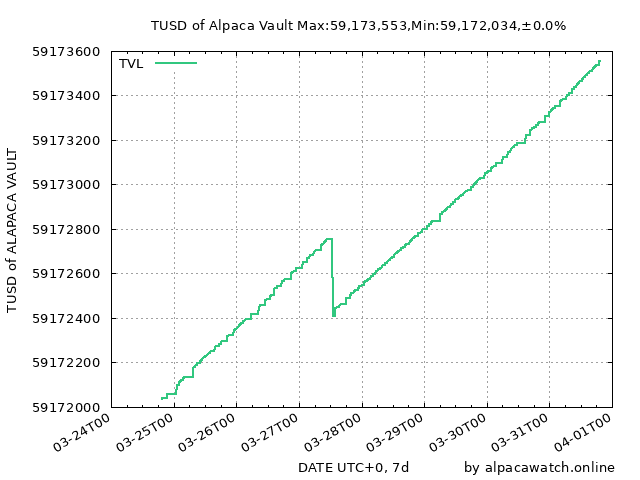 TUSD of Alpaca Vault Max:59,173,553,Min:59,172,034,±0.0%
TVL
59173600
59173400
59173200
59173000
59172800
59172600
59172400
59172200
59172000
TUSD of ALAPACA VAULT
03-24T00
03-25T00
03-26T00
03-27T00
03-28T00
03-29T00
03-30T00
03-31T00
04-01T00
DATE UTC+0, 7d
by alpacawatch.online